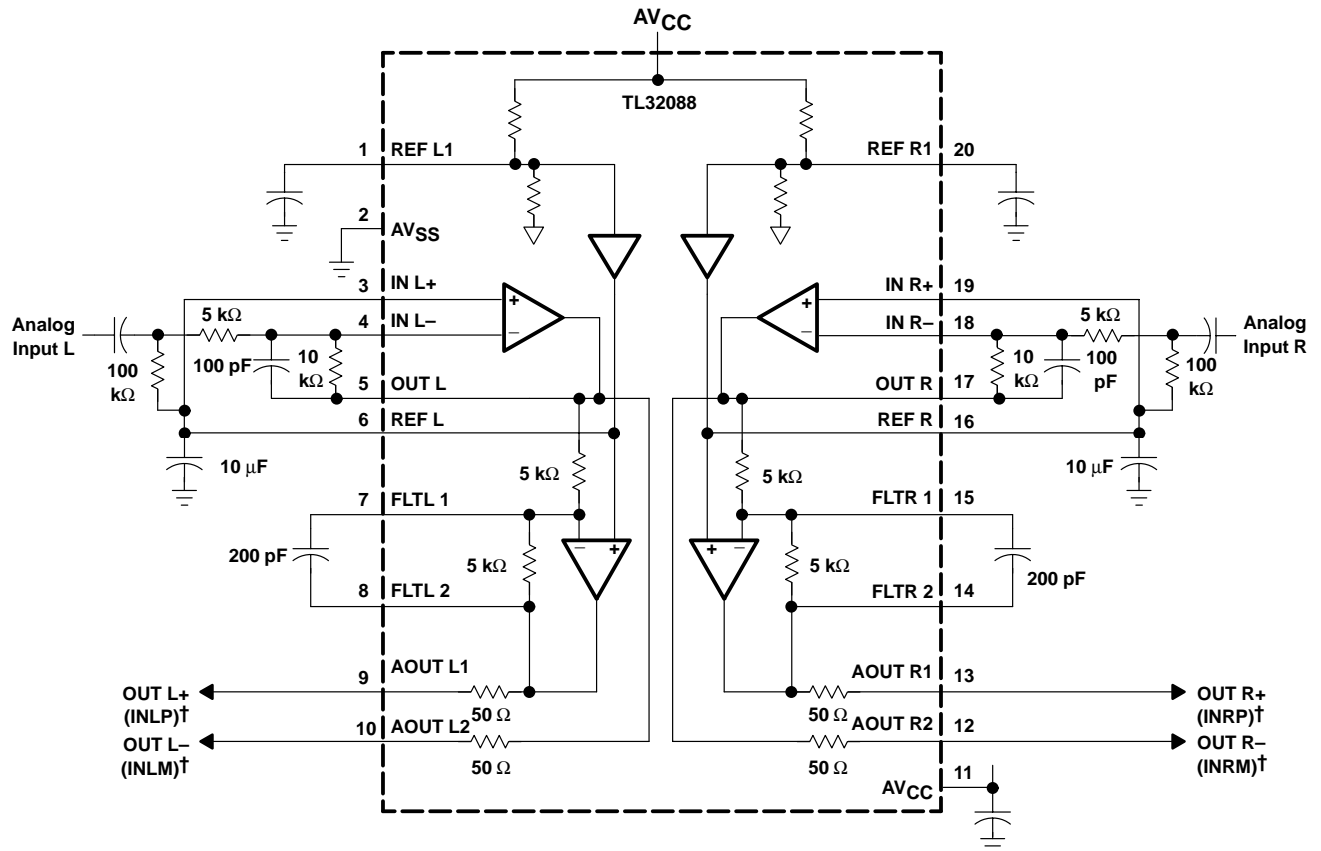 AVCC
TL32088
1 REF L1
REF R1 20
2 AVSS
3 IN L+
IN R+ 19
Analog
Input L
5 kΩ
4 IN L–
IN R– 18
5 kΩ
Analog
Input R
+
–
+
–
100
kΩ
100 pF
10
kΩ
10
kΩ
100
pF
100
kΩ
5 OUT L
OUT R 17
6 REF L
REF R 16
10 μF
5 kΩ
5 kΩ
10 μF
7 FLTL 1
FLTR 1 15
200 pF
5 kΩ
– +
+ –
5 kΩ
200 pF
8 FLTL 2
FLTR 2 14
9 AOUT L1
AOUT R1 13
OUT L+
(INLP)†
50 Ω
50 Ω
OUT R+
(INRP)†
10 AOUT L2
AOUT R2 12
OUT L–
(INLM)†
50 Ω
50 Ω
OUT R–
(INRM)†
AVCC 11